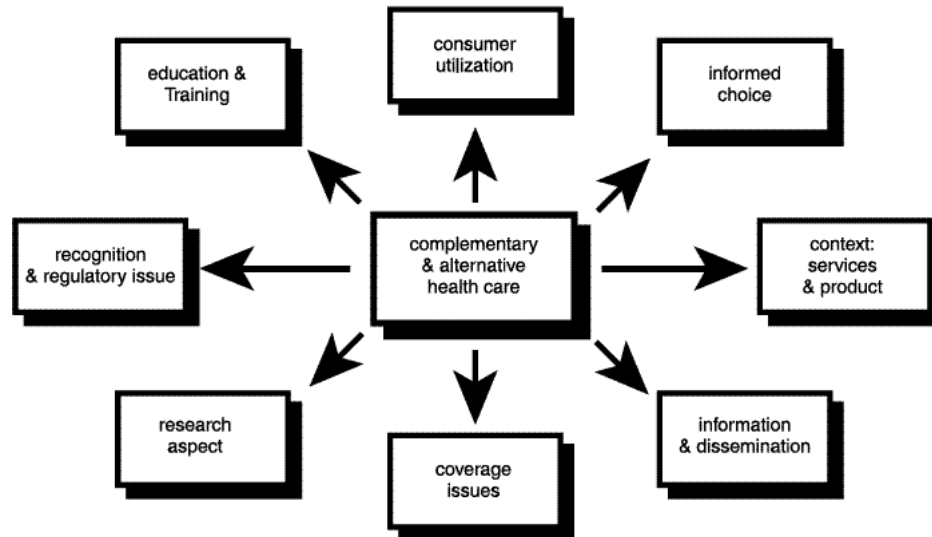 consumer
utilization
education &
Training
informed
choice
recognition
& regulatory issue
complementary
& alternative
health care
context:
services
& product
research
aspect
information
& dissemination
coverage
issues